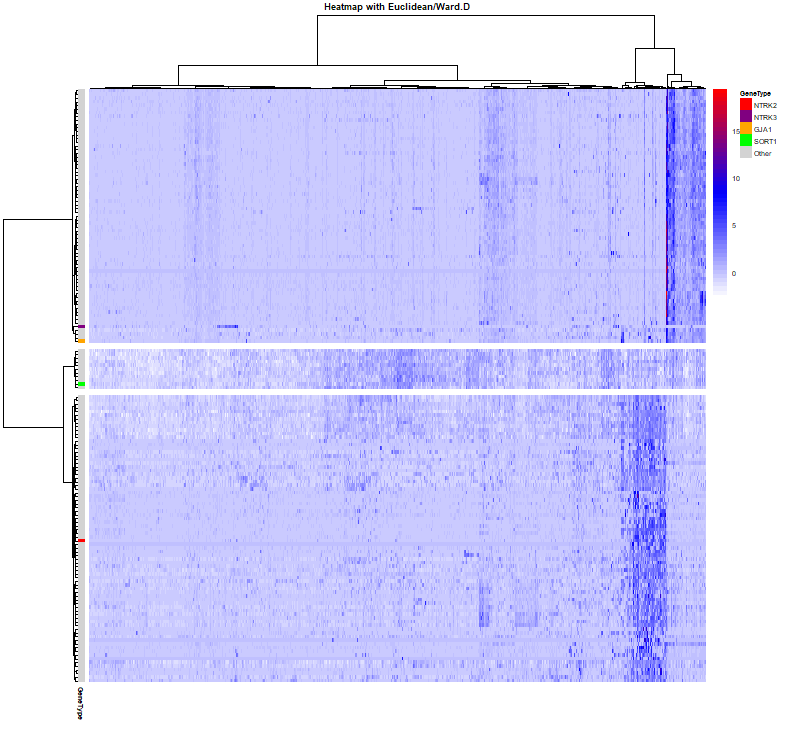 Heatmap with Euclidean/Ward.D
GeneType
NTRK2
NTRK3
GJA1
SORT1
Other
15
10
5
0
GeneType